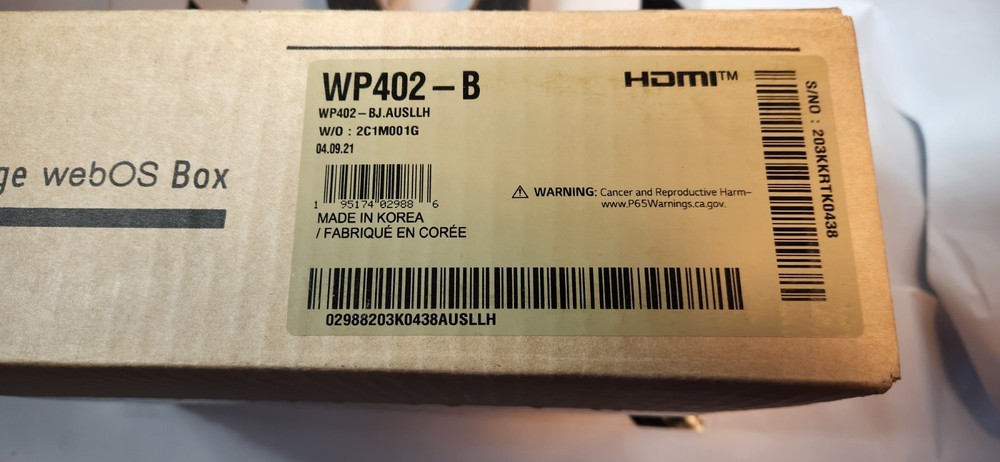 ge webOS Box
WP402-B
WP402-BJ.AUSLLH
W/O : 2C1M001G
04.09.21
1 95174 02988 6
MADE IN KOREA
/ FABRIQUÉ EN CORÉE
HDMI™
WARNING: Cancer and Reproductive Harm-
www.P65Warnings.ca.gov.
S/NO : 203KKRTK0438
02988203K0438AUSLLH